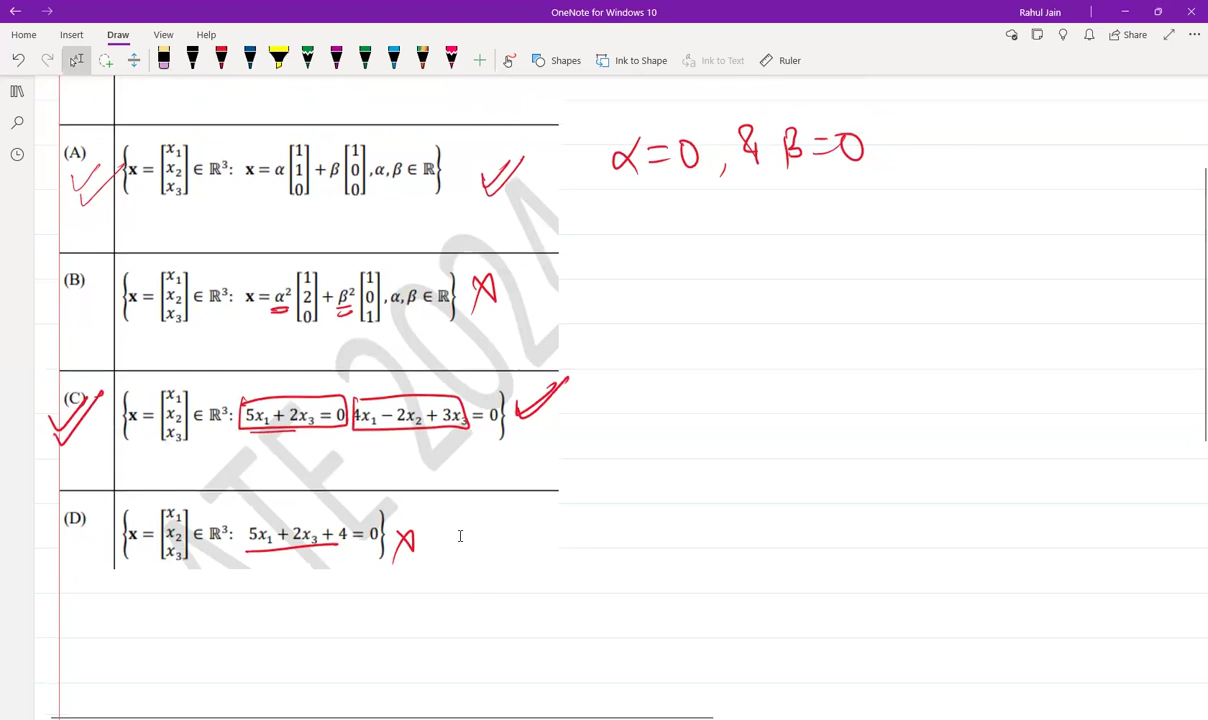 OneNote for Windows 10
Rahul Jain
Home Insert Draw View Help
Share
Shapes Ink to Shape Ink to Text Ruler
(A) {x = [x₁ x₂ x₃] ∈ ℝ³: x = α [1 1 0] + β [1 0 0], α, β ∈ ℝ}
α = 0, & β = 0
(B) {x = [x₁ x₂ x₃] ∈ ℝ³: x = α² [1 2 0] + β² [1 0 1], α, β ∈ ℝ}
(C) {x = [x₁ x₂ x₃] ∈ ℝ³: 5x₁ + 2x₃ = 0 4x₁ − 2x₂ + 3x₃ = 0}
(D) {x = [x₁ x₂ x₃] ∈ ℝ³: 5x₁ + 2x₃ + 4 = 0}
ATE 2024